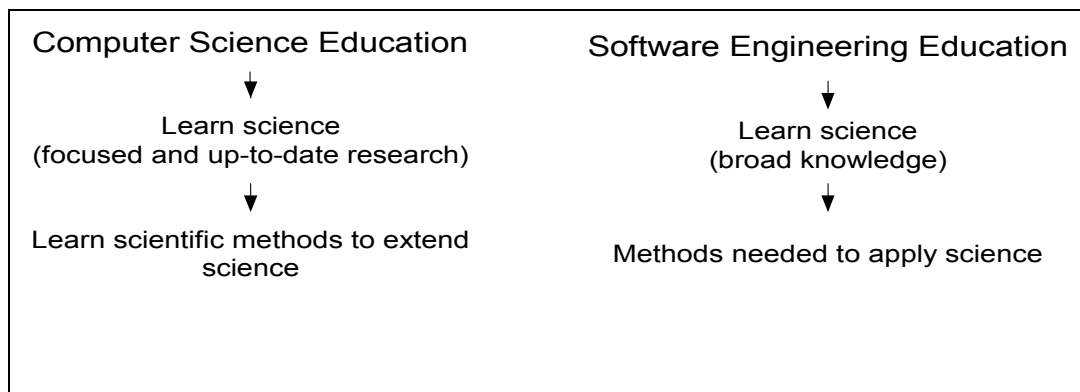 Computer Science Education
Learn science
(focused and up-to-date research)
Learn scientific methods to extend
science
Software Engineering Education
Learn science
(broad knowledge)
Methods needed to apply science